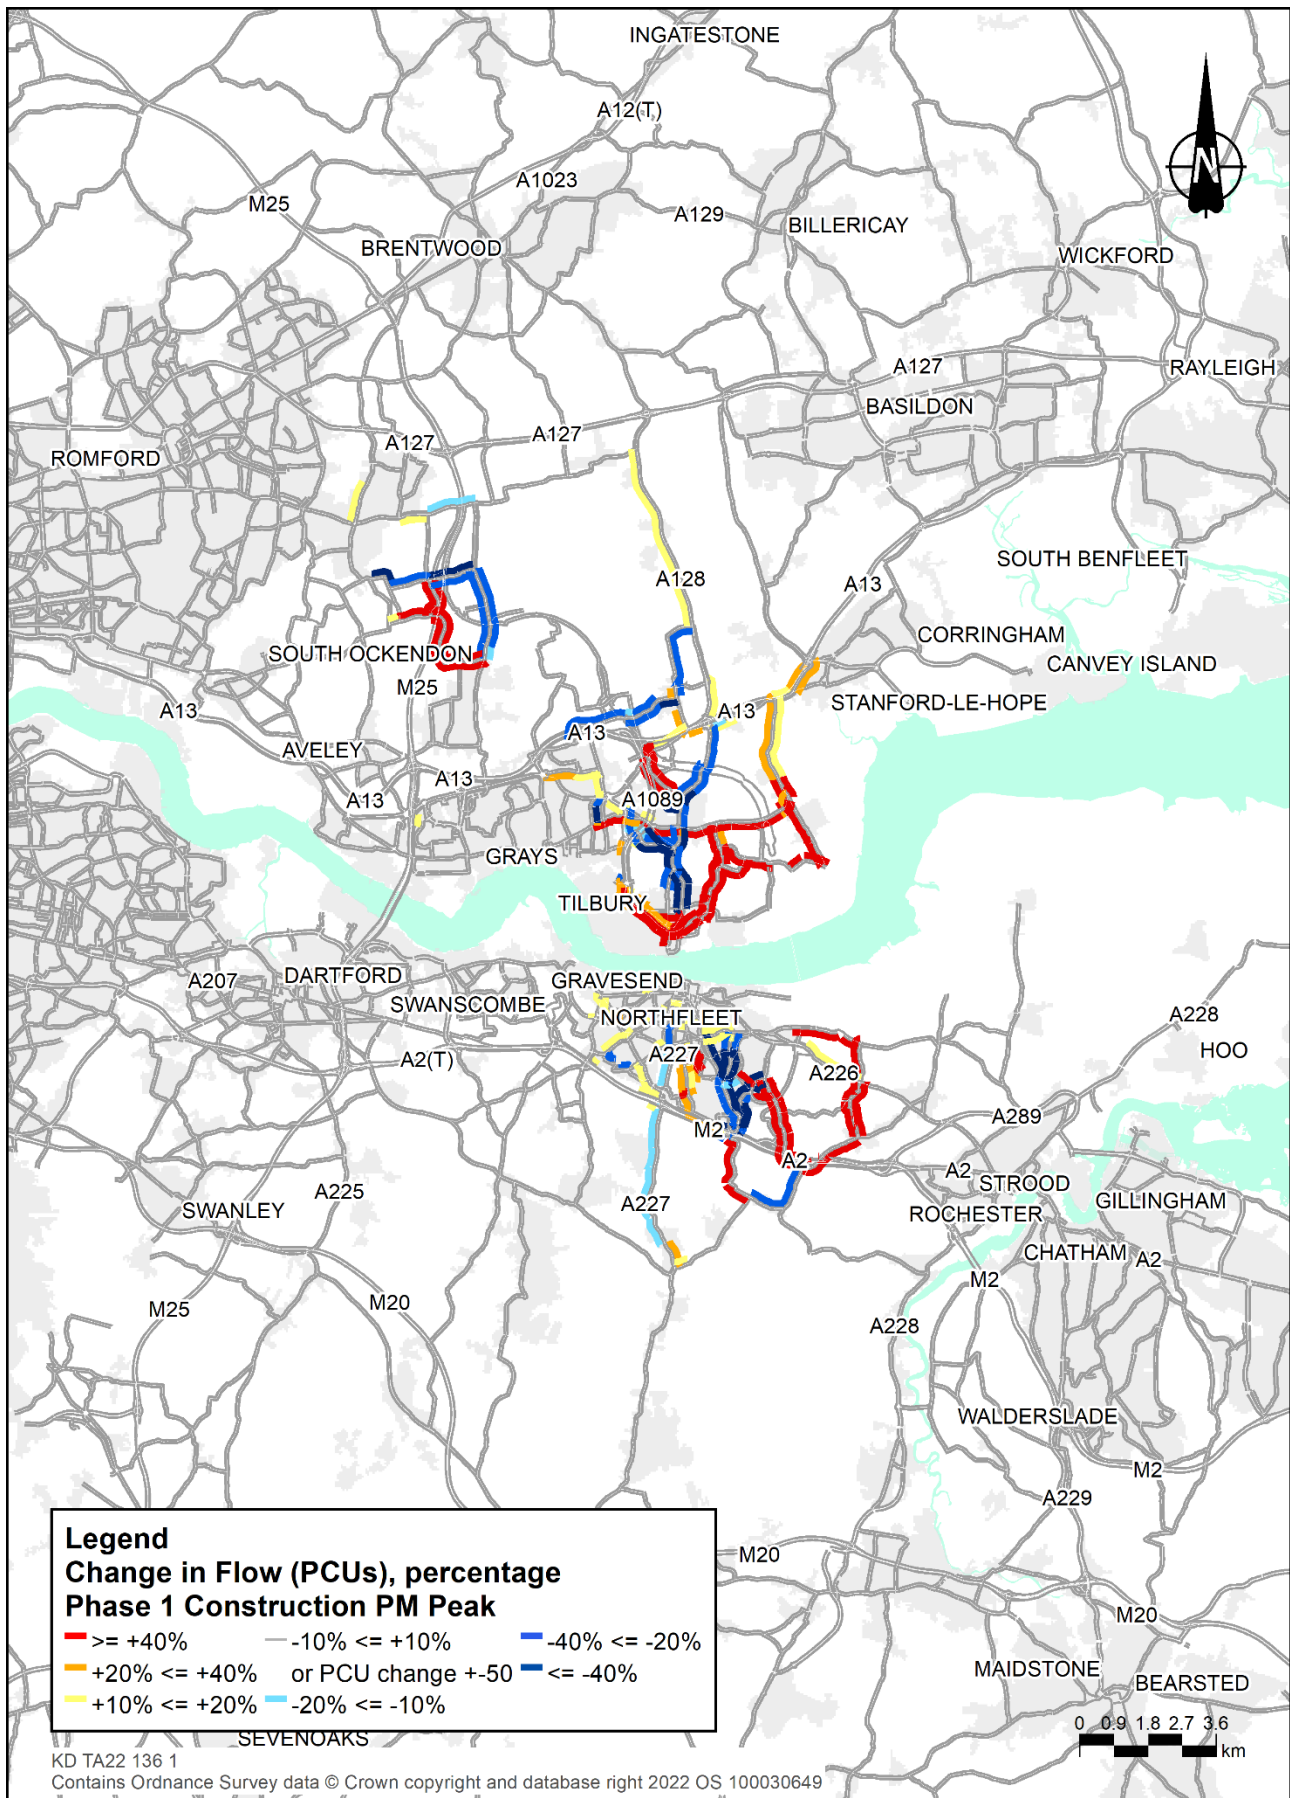 INGATESTONE
A12(T)
N
A1023
M25
A129
BILLERICAY
BRENTWOOD
WICKFORD
A127
RAYLEIGH
BASILDON
A127
A127
ROMFORD
SOUTH BENFLEET
A128
A13
CORRINGHAM
SOUTH OCKENDON
CANVEY ISLAND
M25
STANFORD-LE-HOPE
A13
A13
A13
AVELEY
A13
A13
A1089
GRAYS
TILBURY
DARTFORD
A207
GRAVESEND
SWANSCOMBE
NORTHFLEET
A228
HOO
A2(T)
A227
A226
A289
M2
A2
A2
STROOD
A225
GILLINGHAM
SWANLEY
A227
ROCHESTER
CHATHAM
A2
M2
M20
M25
A228
WALDERSLADE
M2
A229
M20
M20
MAIDSTONE
BEARSTED
Legend
Change in Flow (PCUs), percentage
Phase 1 Construction PM Peak
>= +40% -10% <= +10% -40% <= -20%
+20% <= +40% or PCU change +-50 <= -40%
+10% <= +20% -20% <= -10%
0 0.9 1.8 2.7 3.6
km
SEVENOAKS
KD TA22 136 1
Contains Ordnance Survey data © Crown copyright and database right 2022 OS 100030649